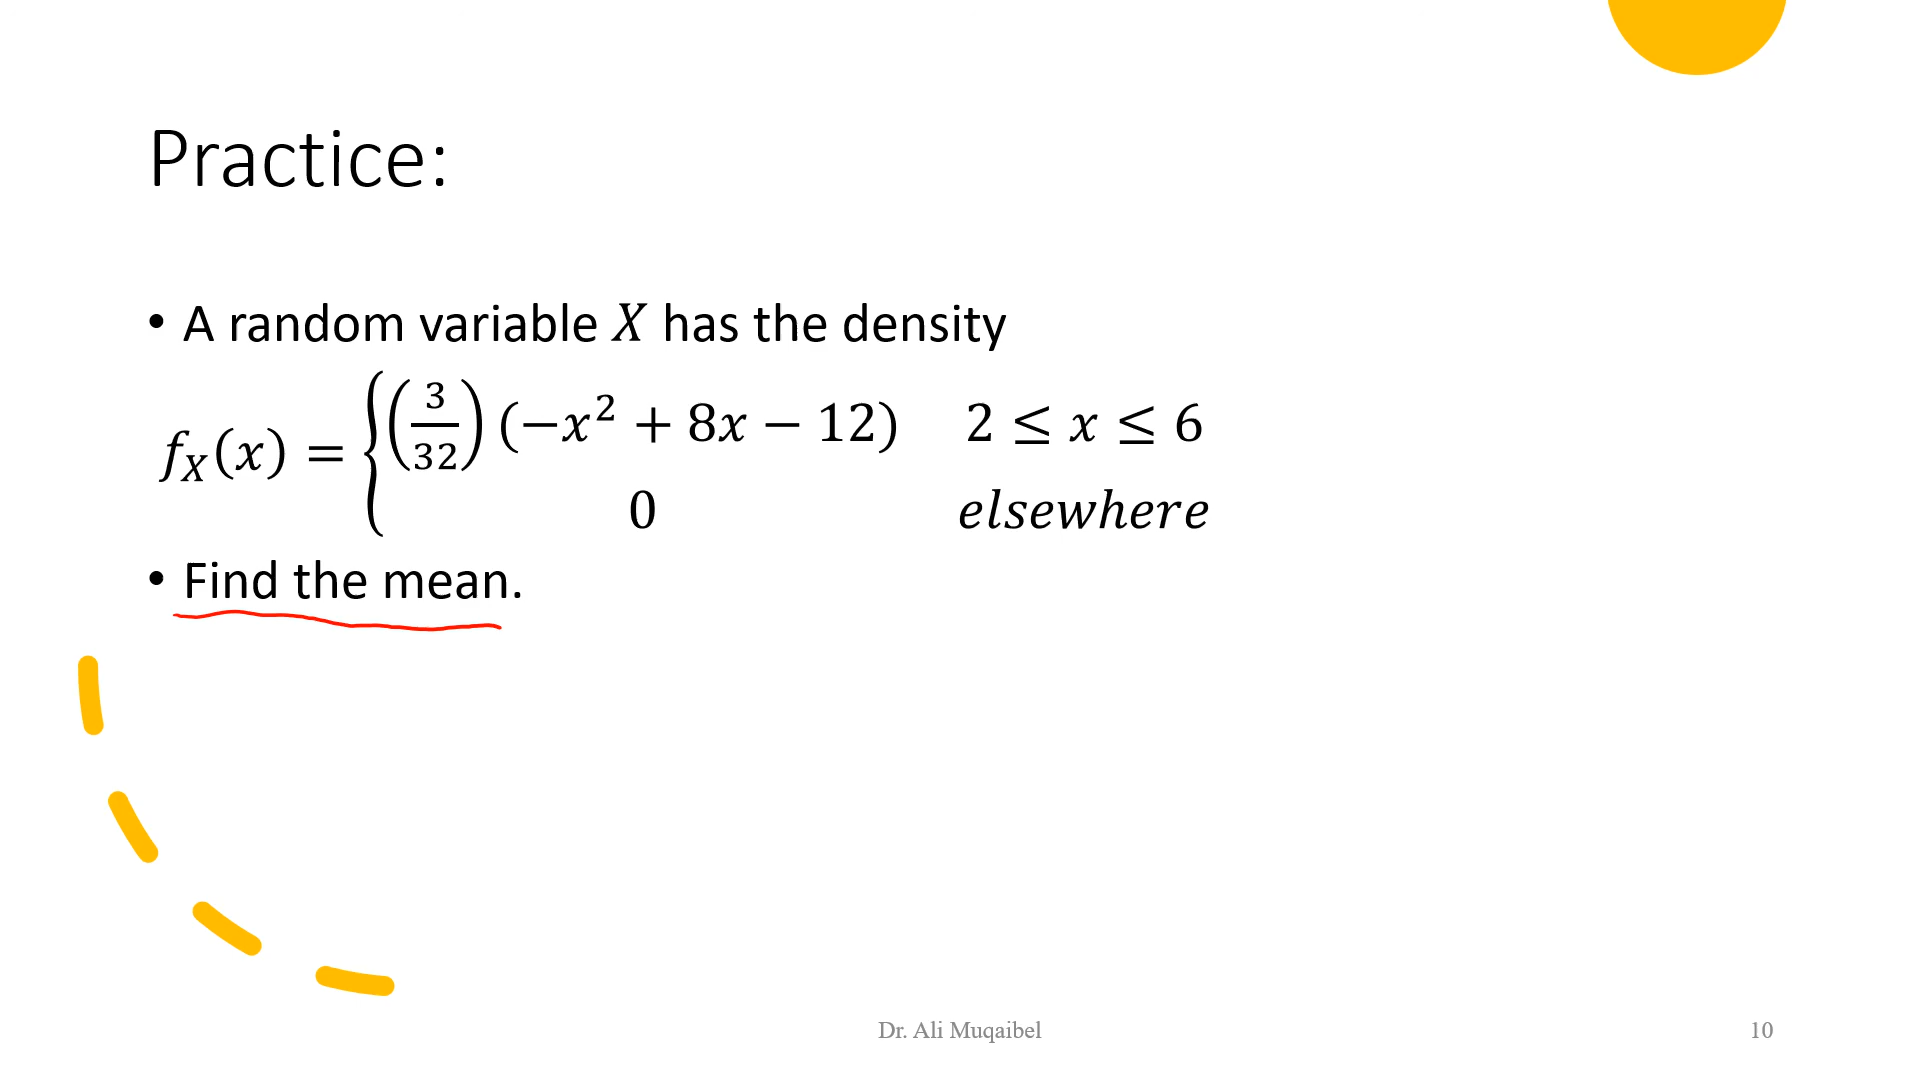 Practice:
• A random variable 𝑋 has the density
𝑓_𝑋(𝑥) = { (3/32) (−𝑥² + 8𝑥 − 12)   2 ≤ 𝑥 ≤ 6
0   𝑒𝑙𝑠𝑒𝑤ℎ𝑒𝑟𝑒
• Find the mean.
Dr. Ali Muqaibel
10